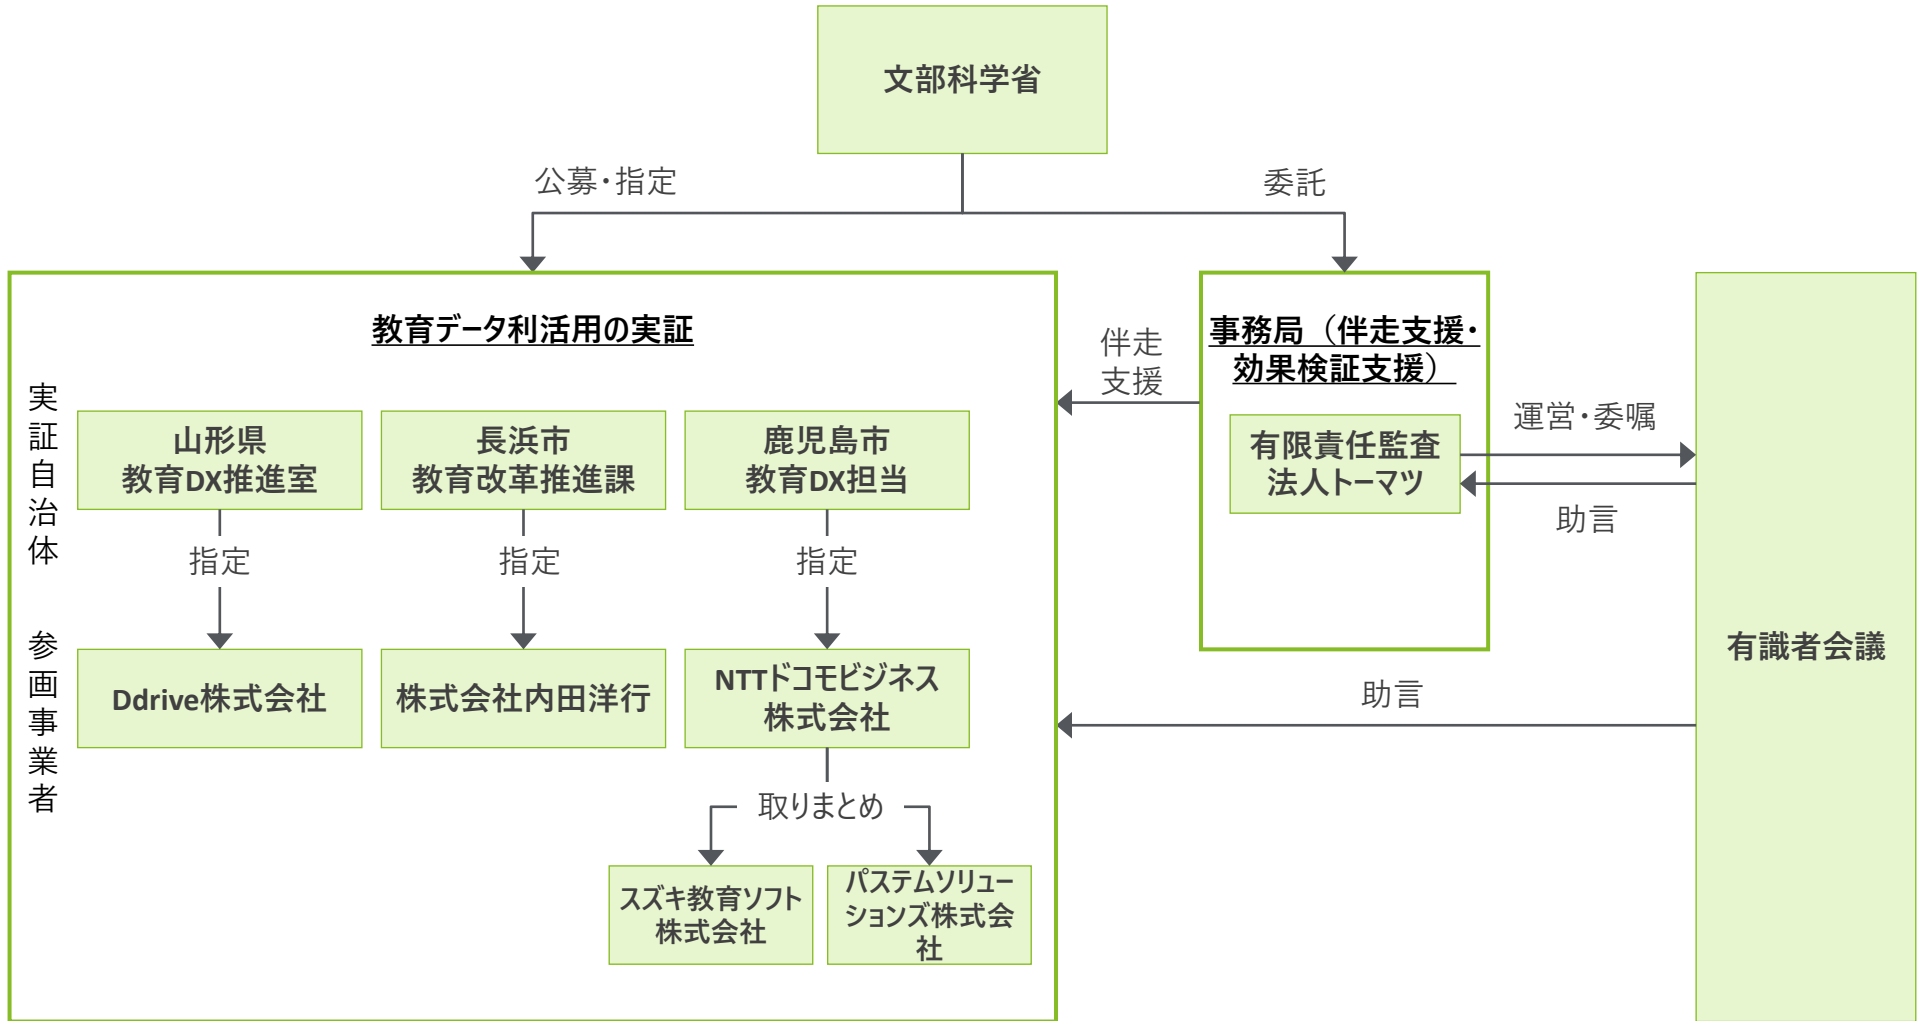 文部科学省
公募・指定
委託
教育データ利活用の実証
実証自治体
山形県
教育DX推進室
長浜市
教育改革推進課
鹿児島市
教育DX担当
指定
指定
指定
参画事業者
Ddrive株式会社
株式会社内田洋行
NTTドコモビジネス
株式会社
取りまとめ
スズキ教育ソフト
株式会社
パステムソリュー
ションズ株式会
社
伴走
支援
事務局（伴走支援・
効果検証支援）
有限責任監査
法人トーマツ
運営・委嘱
助言
助言
有識者会議